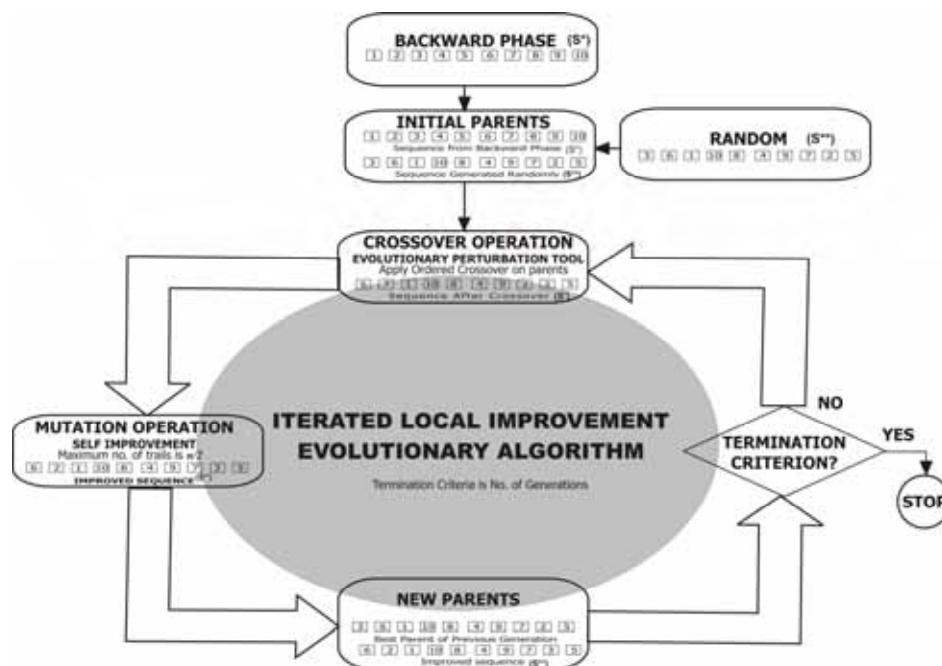 BACKWARD PHASE (S*)
1 2 3 4 5 6 7 8 9 10
INITIAL PARENTS
1 2 3 4 5 6 7 8 9 10
Sequence from Backward Phase (S*)
3 6 1 10 8 4 9 7 2 5
Sequence Generated Randomly (S**)
RANDOM (S**)
3 6 1 10 8 4 9 7 2 5
CROSSOVER OPERATION
EVOLUTIONARY PERTURBATION TOOL
Apply Ordered Crossover on parents
1 10 8 4 9 5
Sequence After Crossover
MUTATION OPERATION
SELF IMPROVEMENT
Maximum no. of trails is
6 2 1 10 8 4 9 7 3 5
IMPROVED SEQUENCE
ITERATED LOCAL IMPROVEMENT
EVOLUTIONARY ALGORITHM
Termination Criteria is No. of Generations
NO
TERMINATION
CRITERION?
YES
STOP
NEW PARENTS
3 6 1 10 8 4 9 7 2 5
Best Parent of Previous Generation
6 2 1 10 8 4 9 7 3 5
Improved sequence